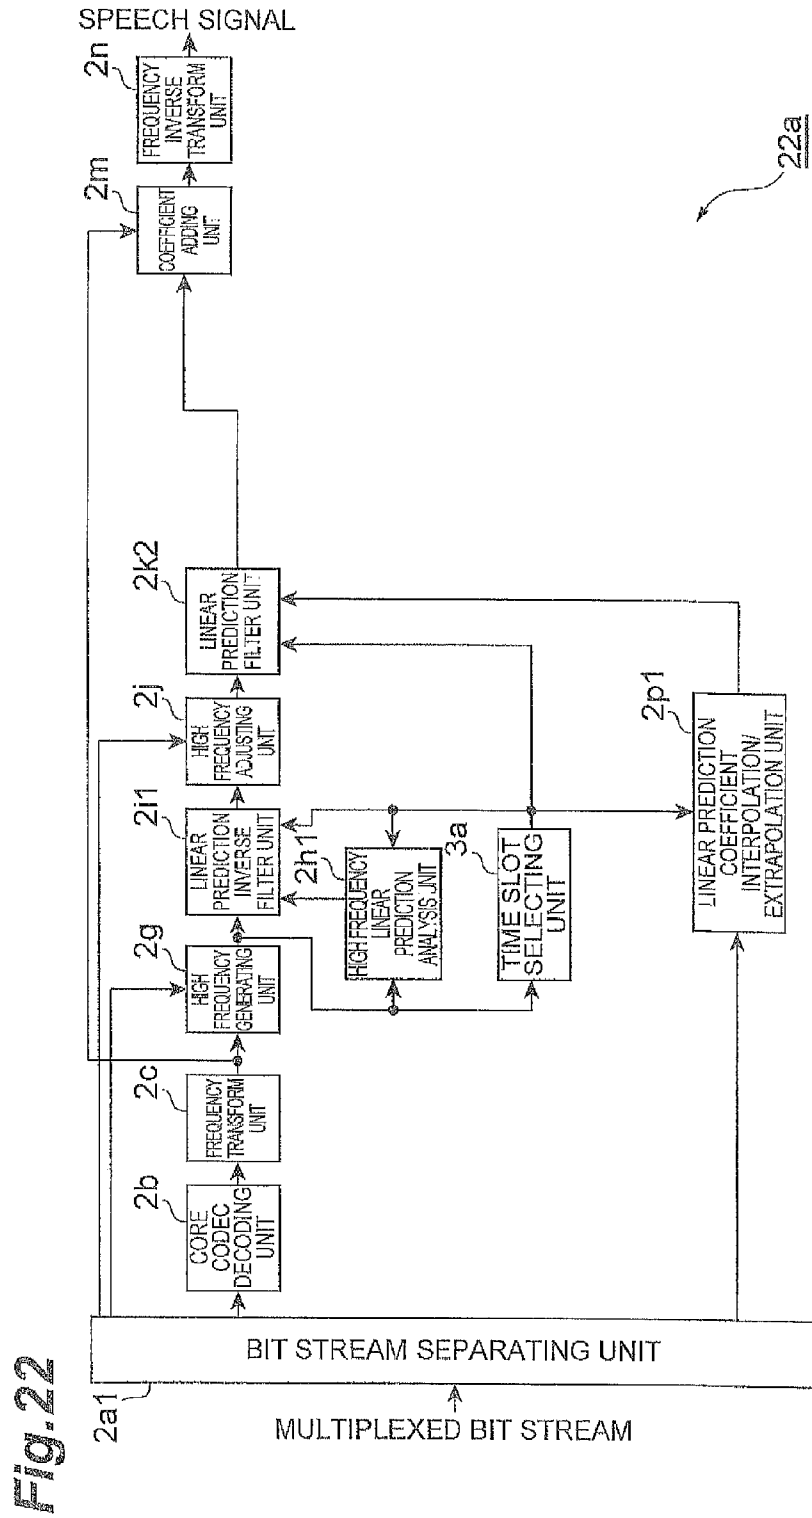 Fig.22
MULTIPLEXED BIT STREAM
2a1
BIT STREAM SEPARATING UNIT
2b
CORE
CODEC
DECODING
UNIT
2c
FREQUENCY
TRANSFORM
UNIT
2g
HIGH
FREQUENCY
GENERATING
UNIT
2i1
LINEAR
PREDICTION
INVERSE
FILTER UNIT
2j
HIGH
FREQUENCY
ADJUSTING
UNIT
2k2
LINEAR
PREDICTION
FILTER UNIT
2m
COEFFICIENT
ADDING
UNIT
2n
FREQUENCY
INVERSE
TRANSFORM
UNIT
SPEECH SIGNAL
2h1
HIGH FREQUENCY
LINEAR
PREDICTION
ANALYSIS UNIT
3a
TIME SLOT
SELECTING
UNIT
2p1
LINEAR PREDICTION
COEFFICIENT
INTERPOLATION/
EXTRAPOLATION UNIT
22a